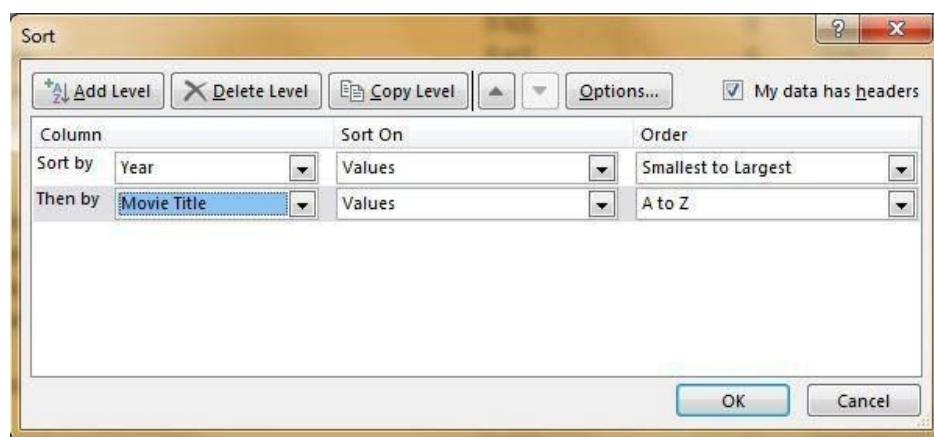 Sort
Add Level Delete Level Copy Level Options... My data has headers
Column Sort On Order
Sort by Year Values Smallest to Largest
Then by Movie Title Values A to Z
OK Cancel